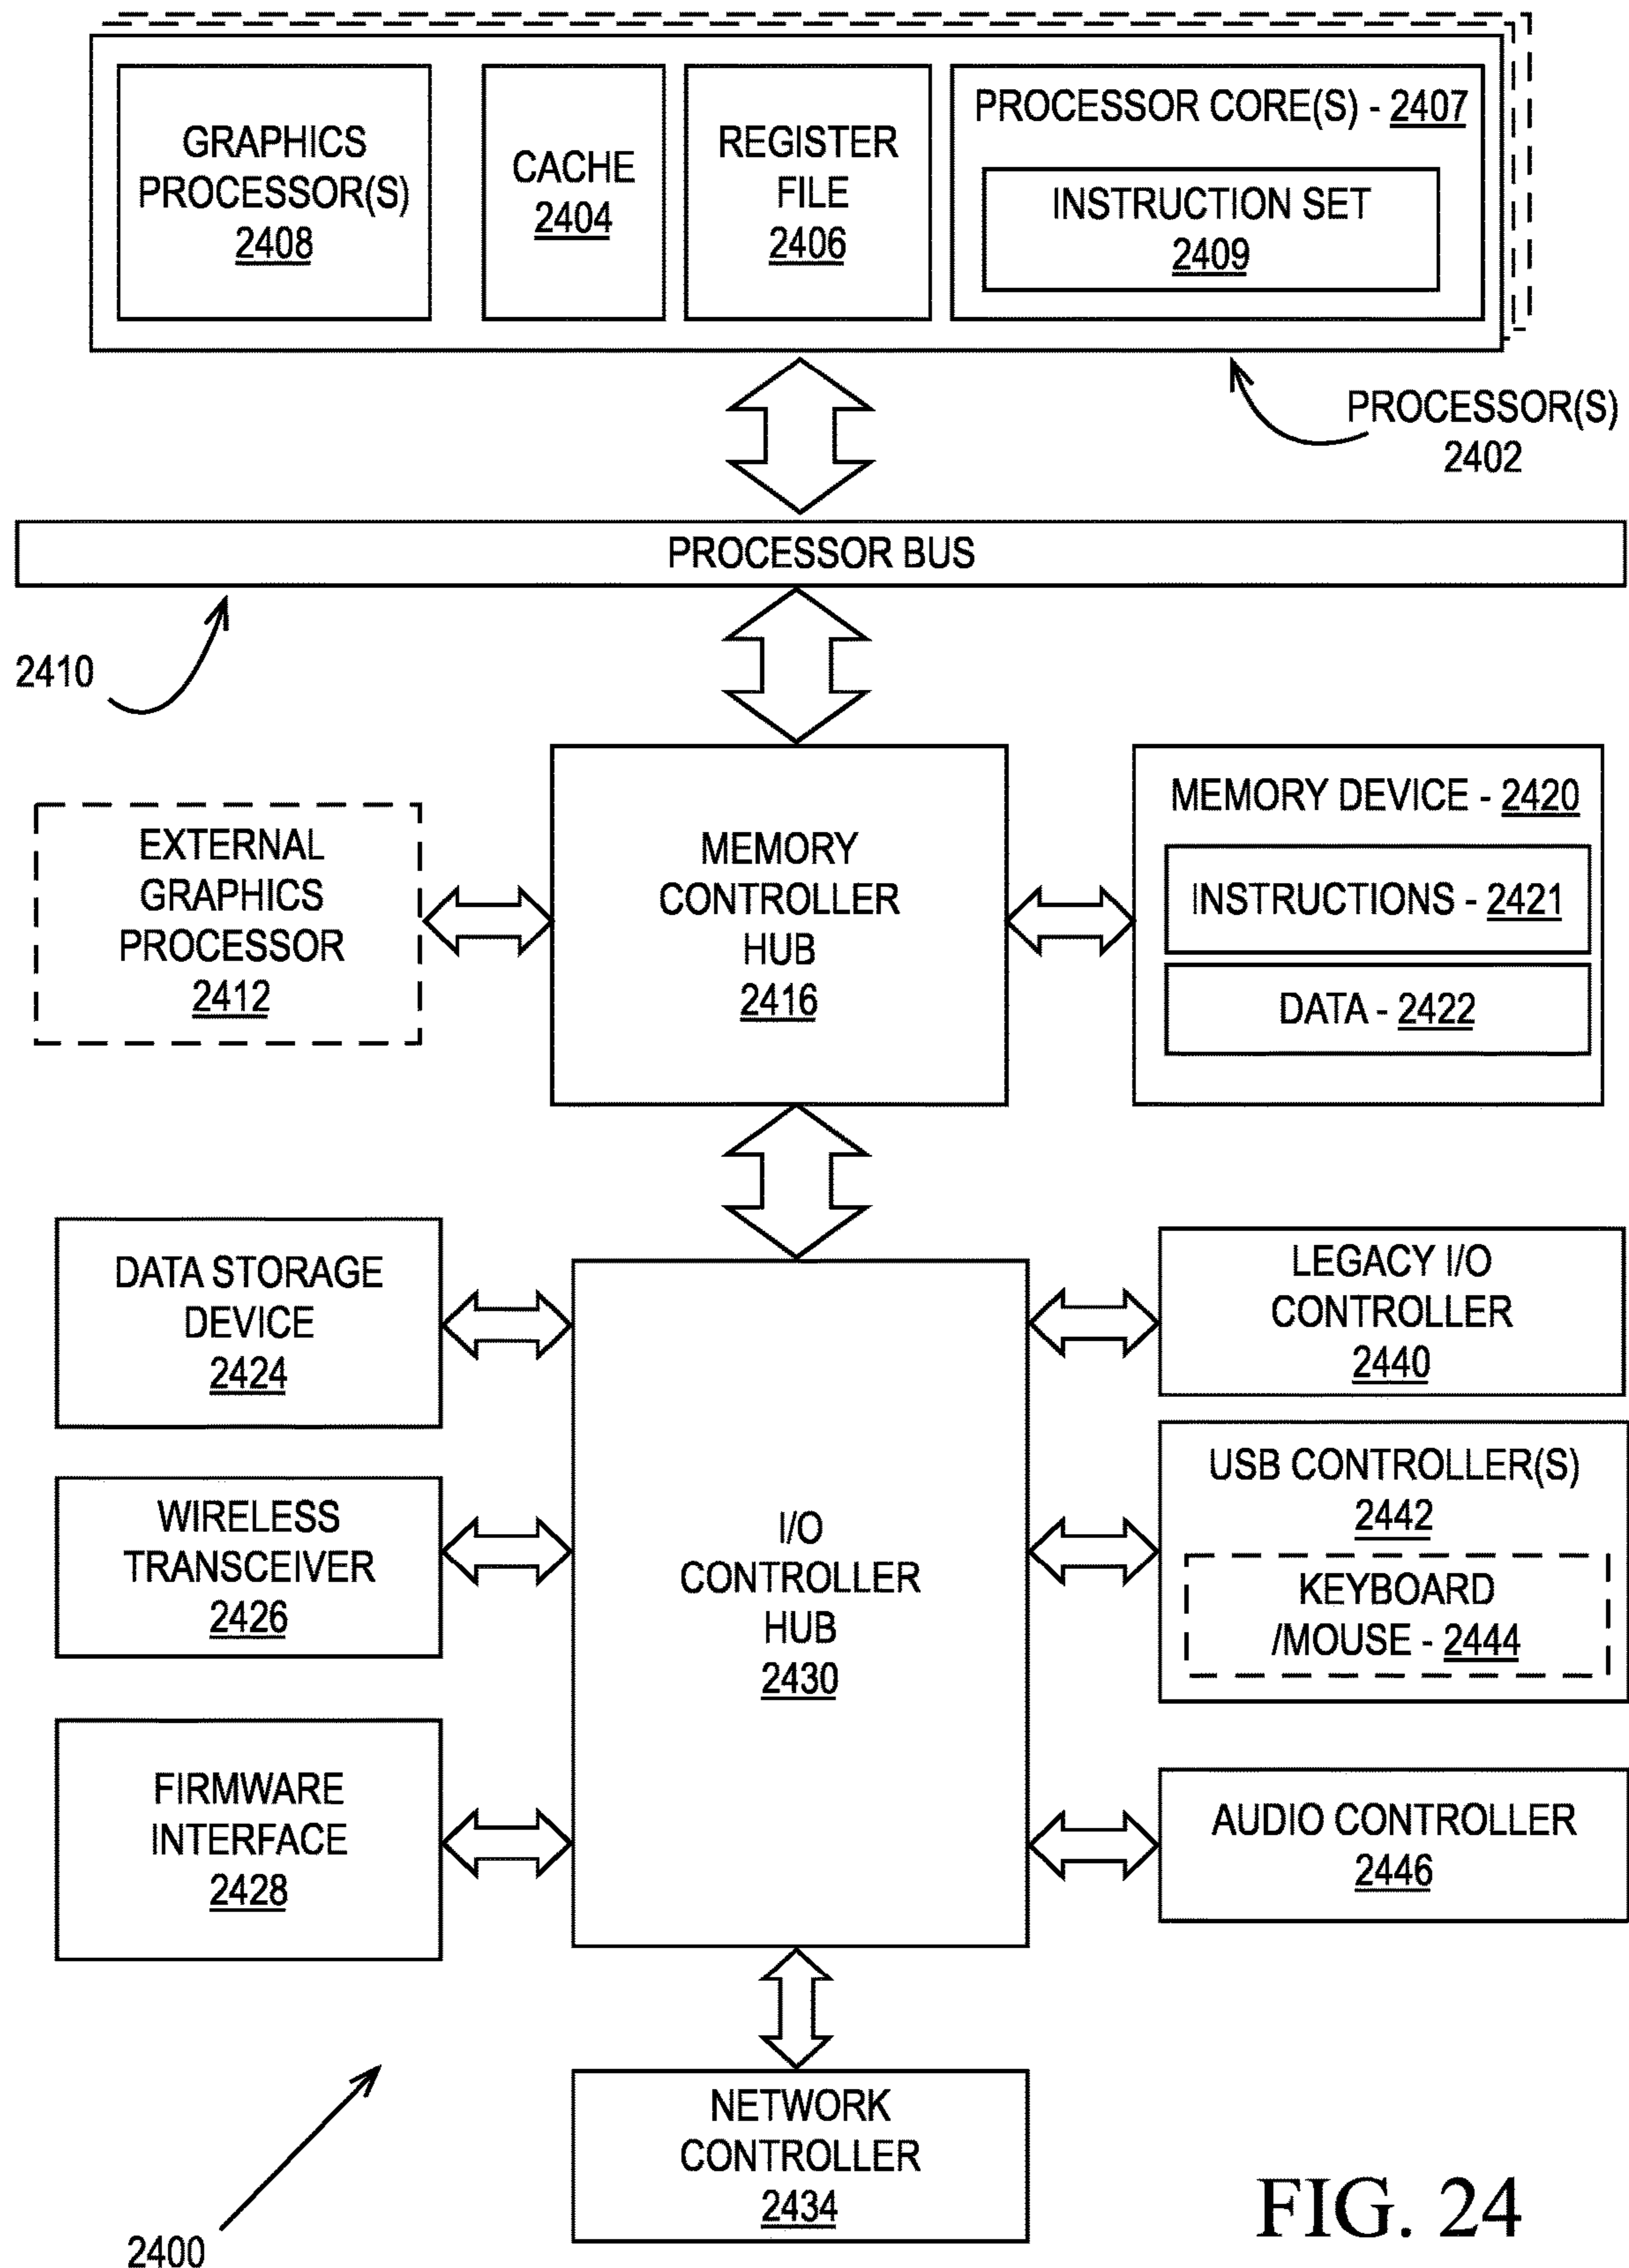 GRAPHICS
PROCESSOR(S)
2408
CACHE
2404
REGISTER
FILE
2406
PROCESSOR CORE(S) - 2407
INSTRUCTION SET
2409
PROCESSOR(S)
2402
PROCESSOR BUS
2410
EXTERNAL
GRAPHICS
PROCESSOR
2412
MEMORY
CONTROLLER
HUB
2416
MEMORY DEVICE - 2420
INSTRUCTIONS - 2421
DATA - 2422
DATA STORAGE
DEVICE
2424
WIRELESS
TRANSCEIVER
2426
FIRMWARE
INTERFACE
2428
I/O
CONTROLLER
HUB
2430
LEGACY I/O
CONTROLLER
2440
USB CONTROLLER(S)
2442
KEYBOARD
/MOUSE - 2444
AUDIO CONTROLLER
2446
NETWORK
CONTROLLER
2434
2400
FIG. 24